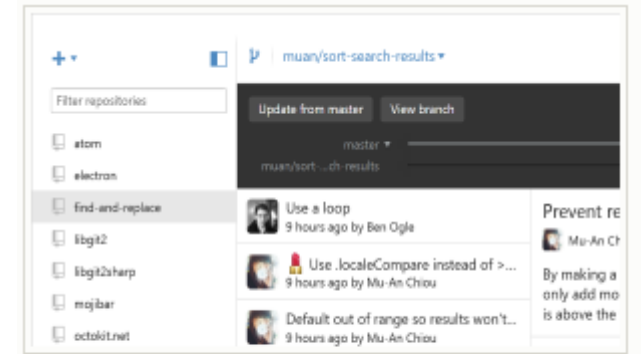 muan/sort-search-results
Filter repositories
atom
electron
find-and-replace
libgit2
libgit2sharp
mojibar
octokit.net
Update from master
View branch
master
muan/sort-...ch-results
Use a loop
9 hours ago by Ben Ogle
Use .localeCompare instead of >...
9 hours ago by Mu-An Chiou
Default out of range so results won't...
9 hours ago by Mu-An Chiou
Prevent re
Mu-An Ch
By making a
only add mo
is above the